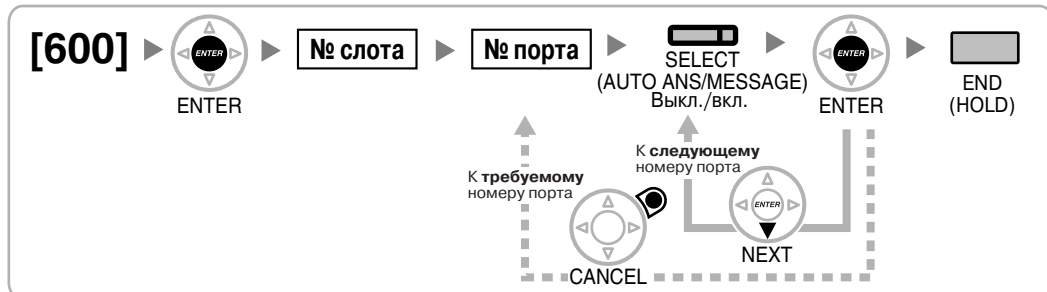 [600]
ENTER
ENTER
№ слота
№ порта
SELECT
(AUTO ANS/MESSAGE)
Выкл./вкл.
ENTER
ENTER
END
(HOLD)
К требуемому
номеру порта
CANCEL
К следующему
номеру порта
ENTER
NEXT